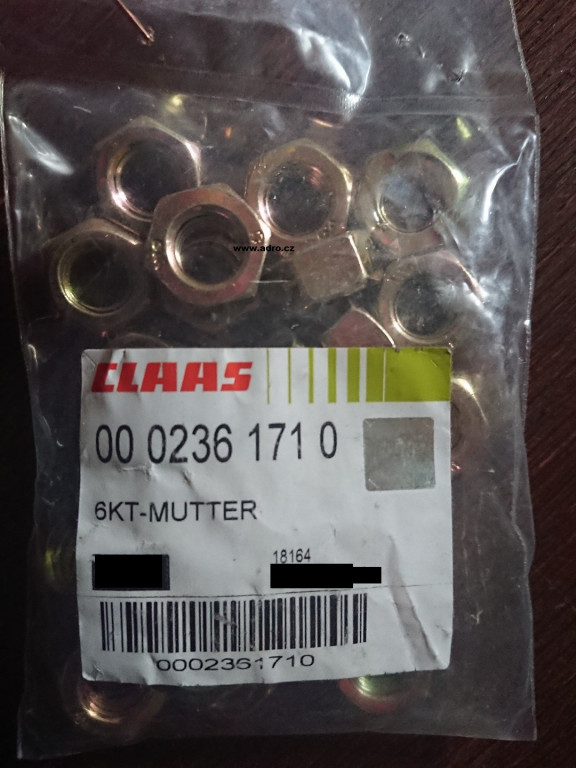 www.adro.cz
CLAAS
00 0236 171 0
6KT-MUTTER
18164
0002361710